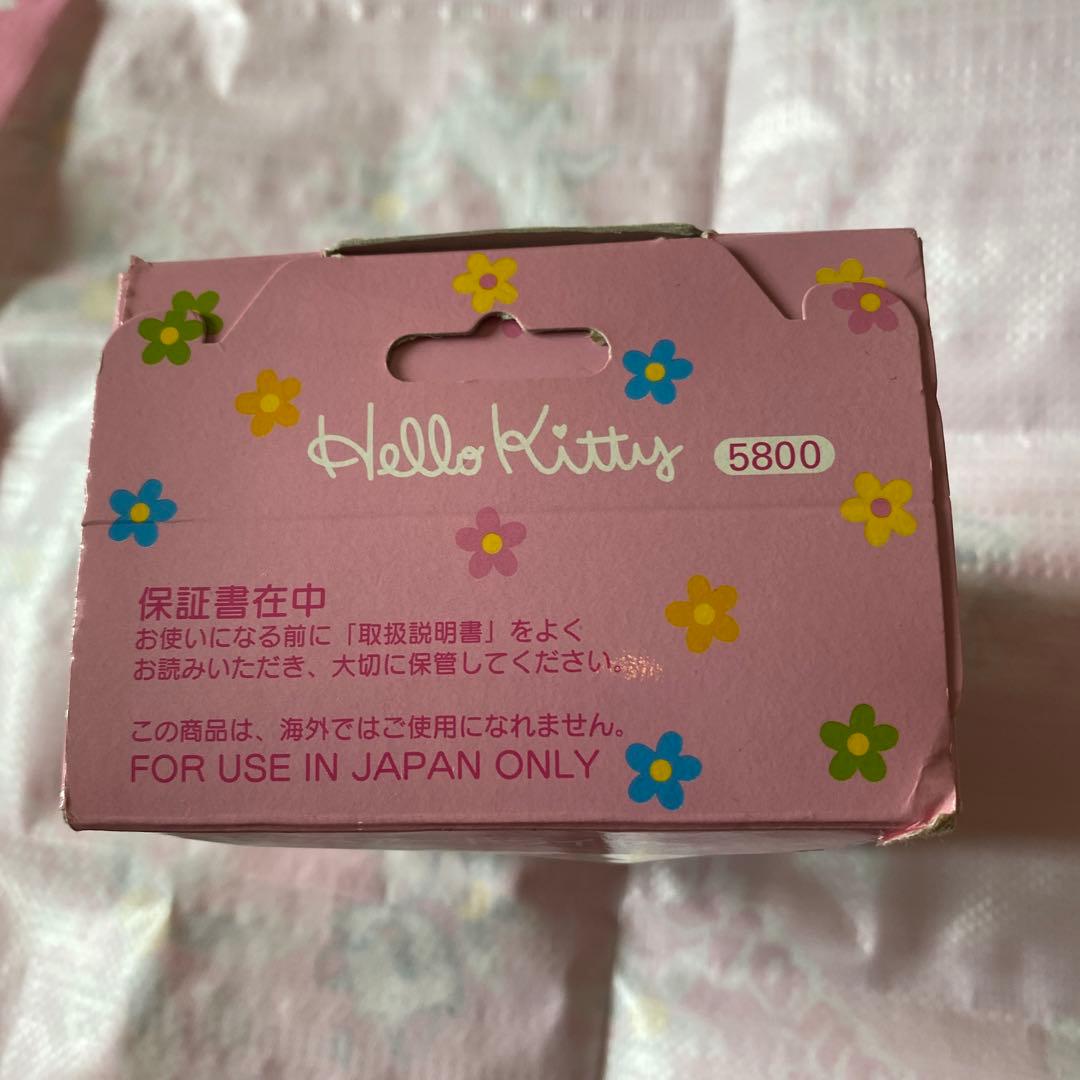 Hello Kitty 5800
保証書在中
お使いになる前に「取扱説明書」をよく
お読みいただき、大切に保管してください。
この商品は、海外ではご使用になれません。
FOR USE IN JAPAN ONLY